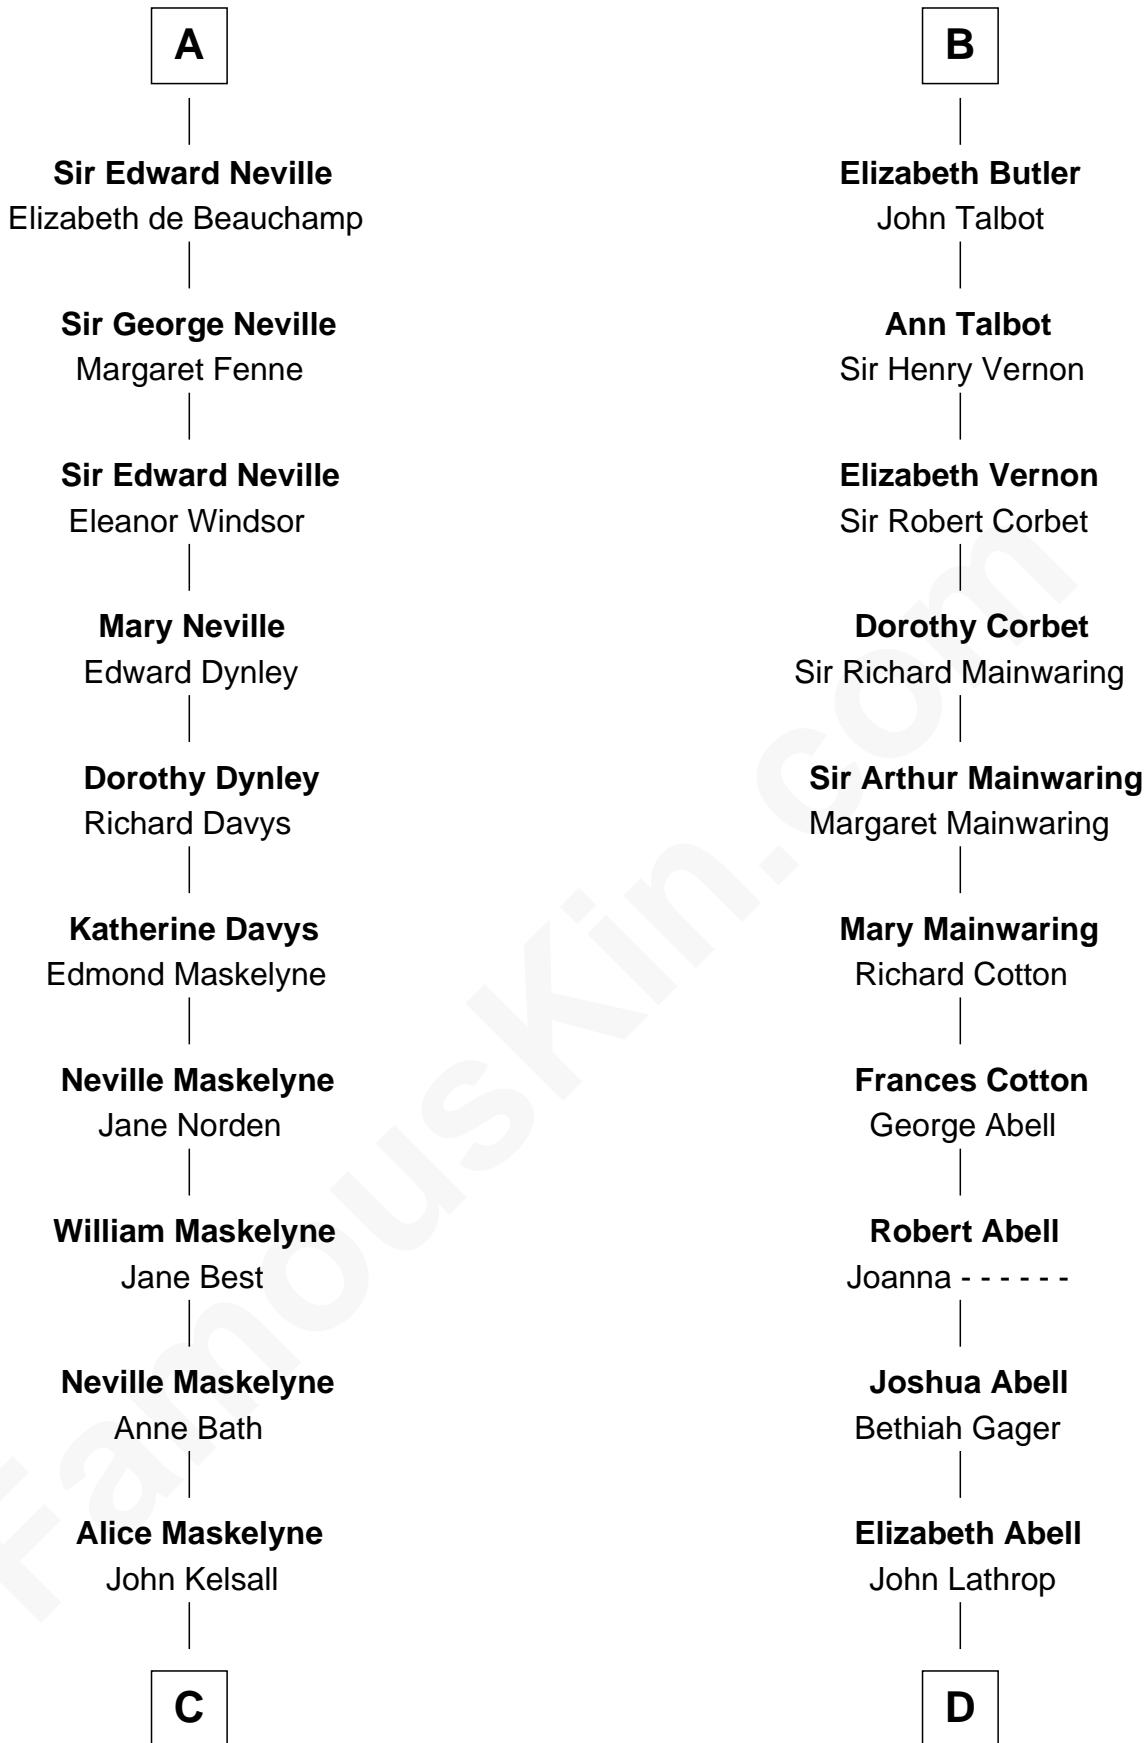 A
Sir Edward Neville
Elizabeth de Beauchamp
Sir George Neville
Margaret Fenne
Sir Edward Neville
Eleanor Windsor
Mary Neville
Edward Dynley
Dorothy Dynley
Richard Davys
Katherine Davys
Edmond Maskelyne
Neville Maskelyne
Jane Norden
William Maskelyne
Jane Best
Neville Maskelyne
Anne Bath
Alice Maskelyne
John Kelsall
C
B
Elizabeth Butler
John Talbot
Ann Talbot
Sir Henry Vernon
Elizabeth Vernon
Sir Robert Corbet
Dorothy Corbet
Sir Richard Mainwaring
Sir Arthur Mainwaring
Margaret Mainwaring
Mary Mainwaring
Richard Cotton
Frances Cotton
George Abell
Robert Abell
Joanna - - - - - -
Joshua Abell
Bethiah Gager
Elizabeth Abell
John Lathrop
D
FamousKin.com